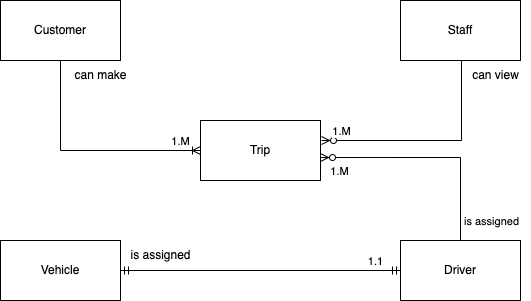 Customer
Staff
can make
can view
1.M
1.M
Trip
1.M
is assigned
is assigned
1.1
Vehicle
Driver